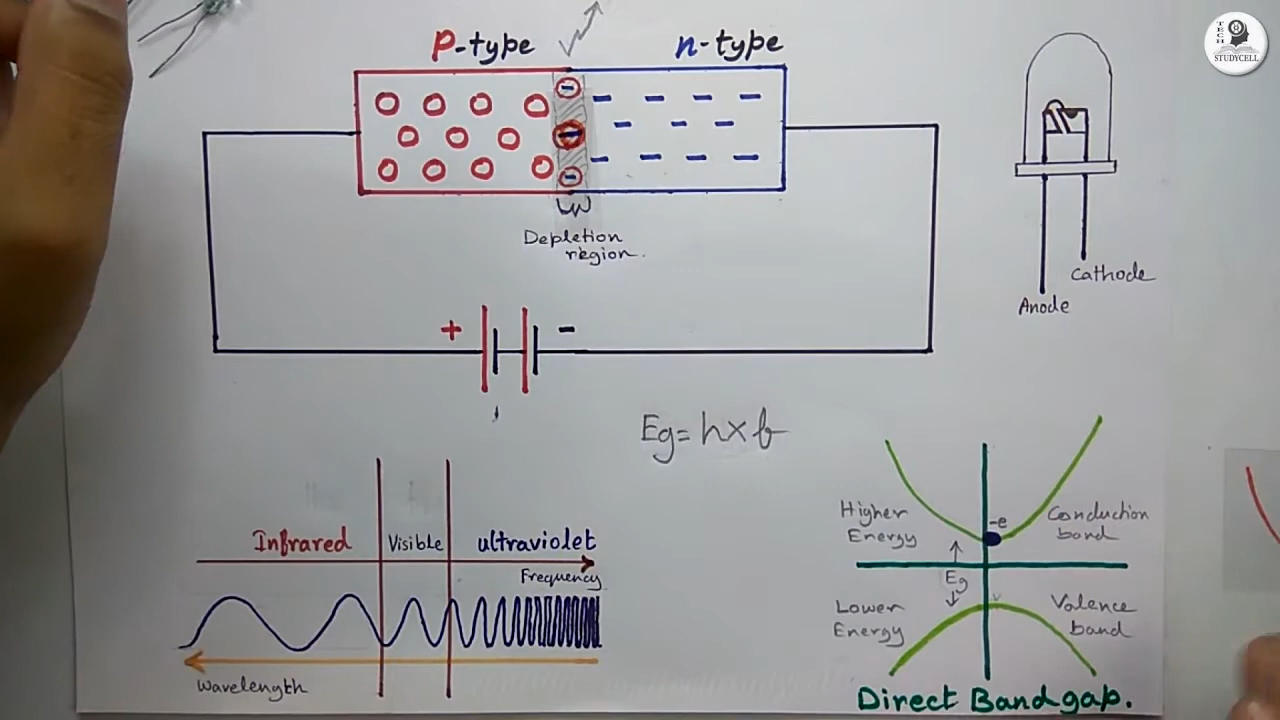 p-type
n-type
TECH
STUDYCELL
Depletion
region.
Cathode
Anode
+
-
Eg= h×f
Infrared
Visible
ultraviolet
Frequency
Wavelength
Higher
Energy
-e
Conduction
band
Eg
Lower
Energy
Valence
band
Direct Bandgap.